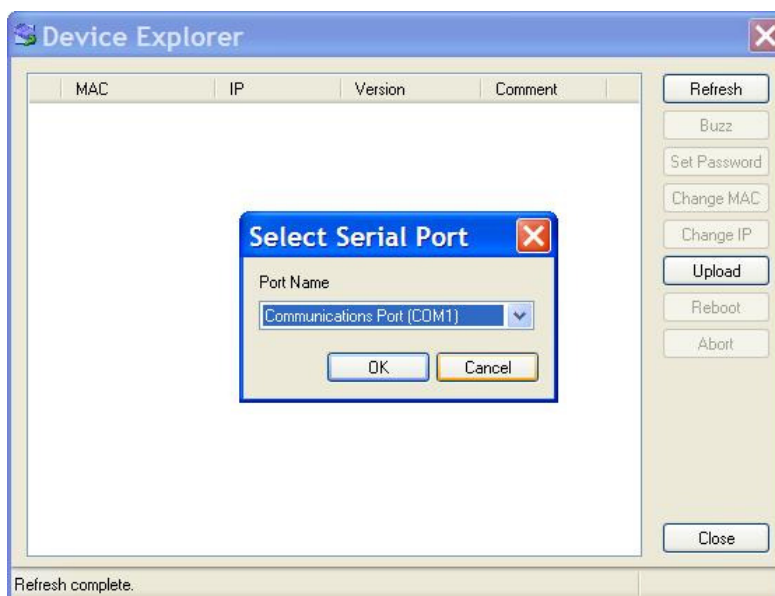 Device Explorer
MAC IP Version Comment
Refresh
Buzz
Set Password
Change MAC
Change IP
Upload
Reboot
Abort
Select Serial Port
Port Name
Communications Port (COM1)
OK Cancel
Close
Refresh complete.